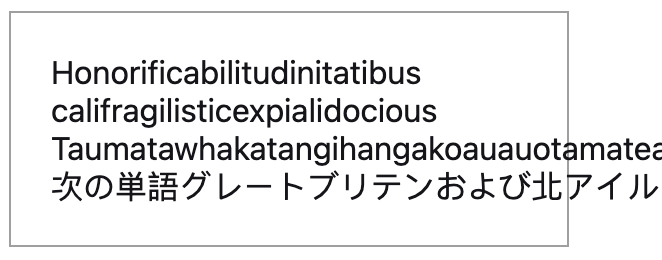 Honorificabilitudinitatibus
califragilisticexpialidocious
Taumatawhakatangihangakoauauotamatea
次の単語グレートブリテンおよび北アイル